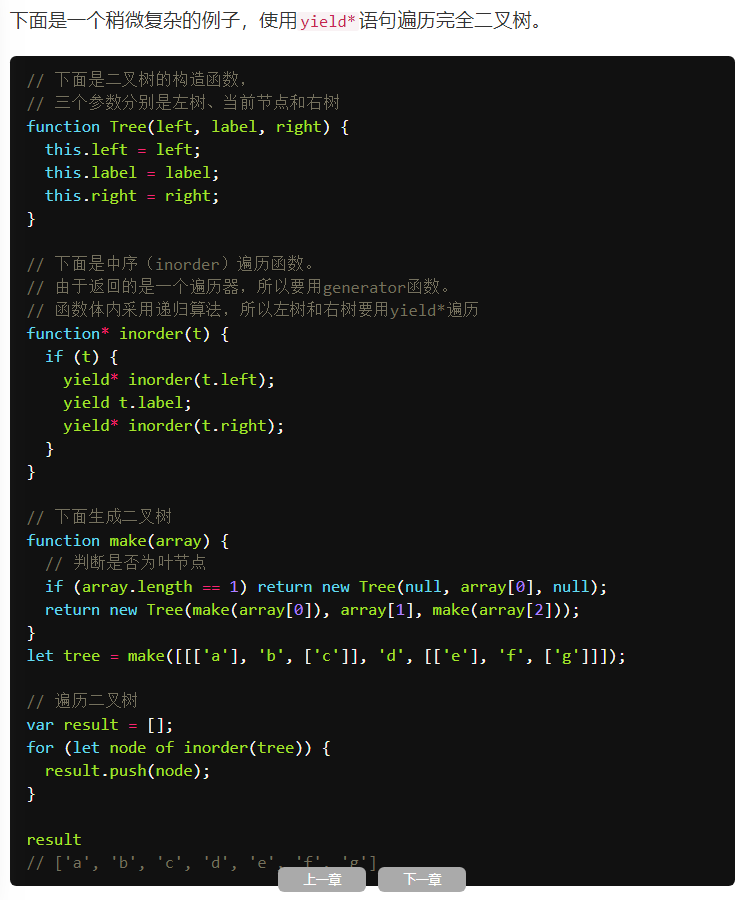 下面是一个稍微复杂的例子，使用yield*语句遍历完全二叉树。
// 下面是二叉树的构造函数，
// 三个参数分别是左树、当前节点和右树
function Tree(left, label, right) {
  this.left = left;
  this.label = label;
  this.right = right;
}
// 下面是中序（inorder）遍历函数。
// 由于返回的是一个遍历器，所以要用generator函数。
// 函数体内采用递归算法，所以左树和右树要用yield*遍历
function* inorder(t) {
  if (t) {
    yield* inorder(t.left);
    yield t.label;
    yield* inorder(t.right);
  }
}
// 下面生成二叉树
function make(array) {
  // 判断是否为叶节点
  if (array.length == 1) return new Tree(null, array[0], null);
  return new Tree(make(array[0]), array[1], make(array[2]));
}
let tree = make([[['a'], 'b', ['c']], 'd', [['e'], 'f', ['g']]]);
// 遍历二叉树
var result = [];
for (let node of inorder(tree)) {
  result.push(node);
}
result
// ['a', 'b', 'c', 'd', 'e', 'f', 'g']
上一章 下一章